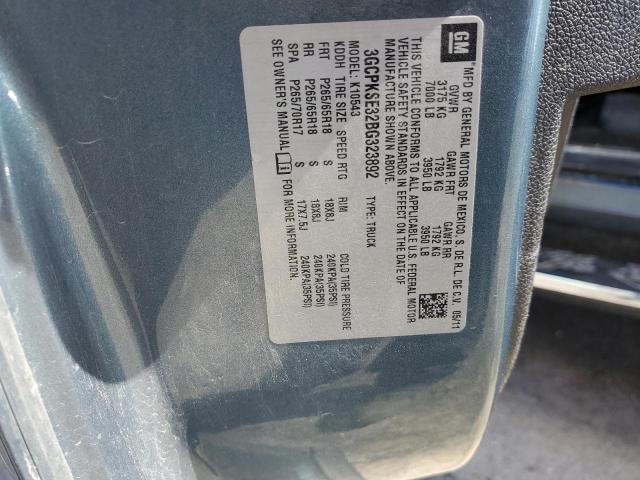 GM
MFD BY GENERAL MOTORS DE MEXICO, S. DE R.L. DE C.V. 05/11
GVWR GAWR FRT GAWR RR
3175 KG 1792 KG 1792 KG
7000 LB 3950 LB 3950 LB
THIS VEHICLE CONFORMS TO ALL APPLICABLE U.S. FEDERAL MOTOR
VEHICLE SAFETY STANDARDS IN EFFECT ON THE DATE OF
MANUFACTURE SHOWN ABOVE.
3GCPKSE32BG323892 TYPE: TRUCK
MODEL: K10543
KDDH TIRE SIZE SPEED RTG RIM COLD TIRE PRESSURE
FRT P265/65R18 S 18X8J 240KPA(35PSI)
RR P265/65R18 S 18X8J 240KPA(35PSI)
SPA P265/70R17 S 17X7.5J 240KPA(35PSI)
SEE OWNER'S MANUAL FOR MORE INFORMATION.